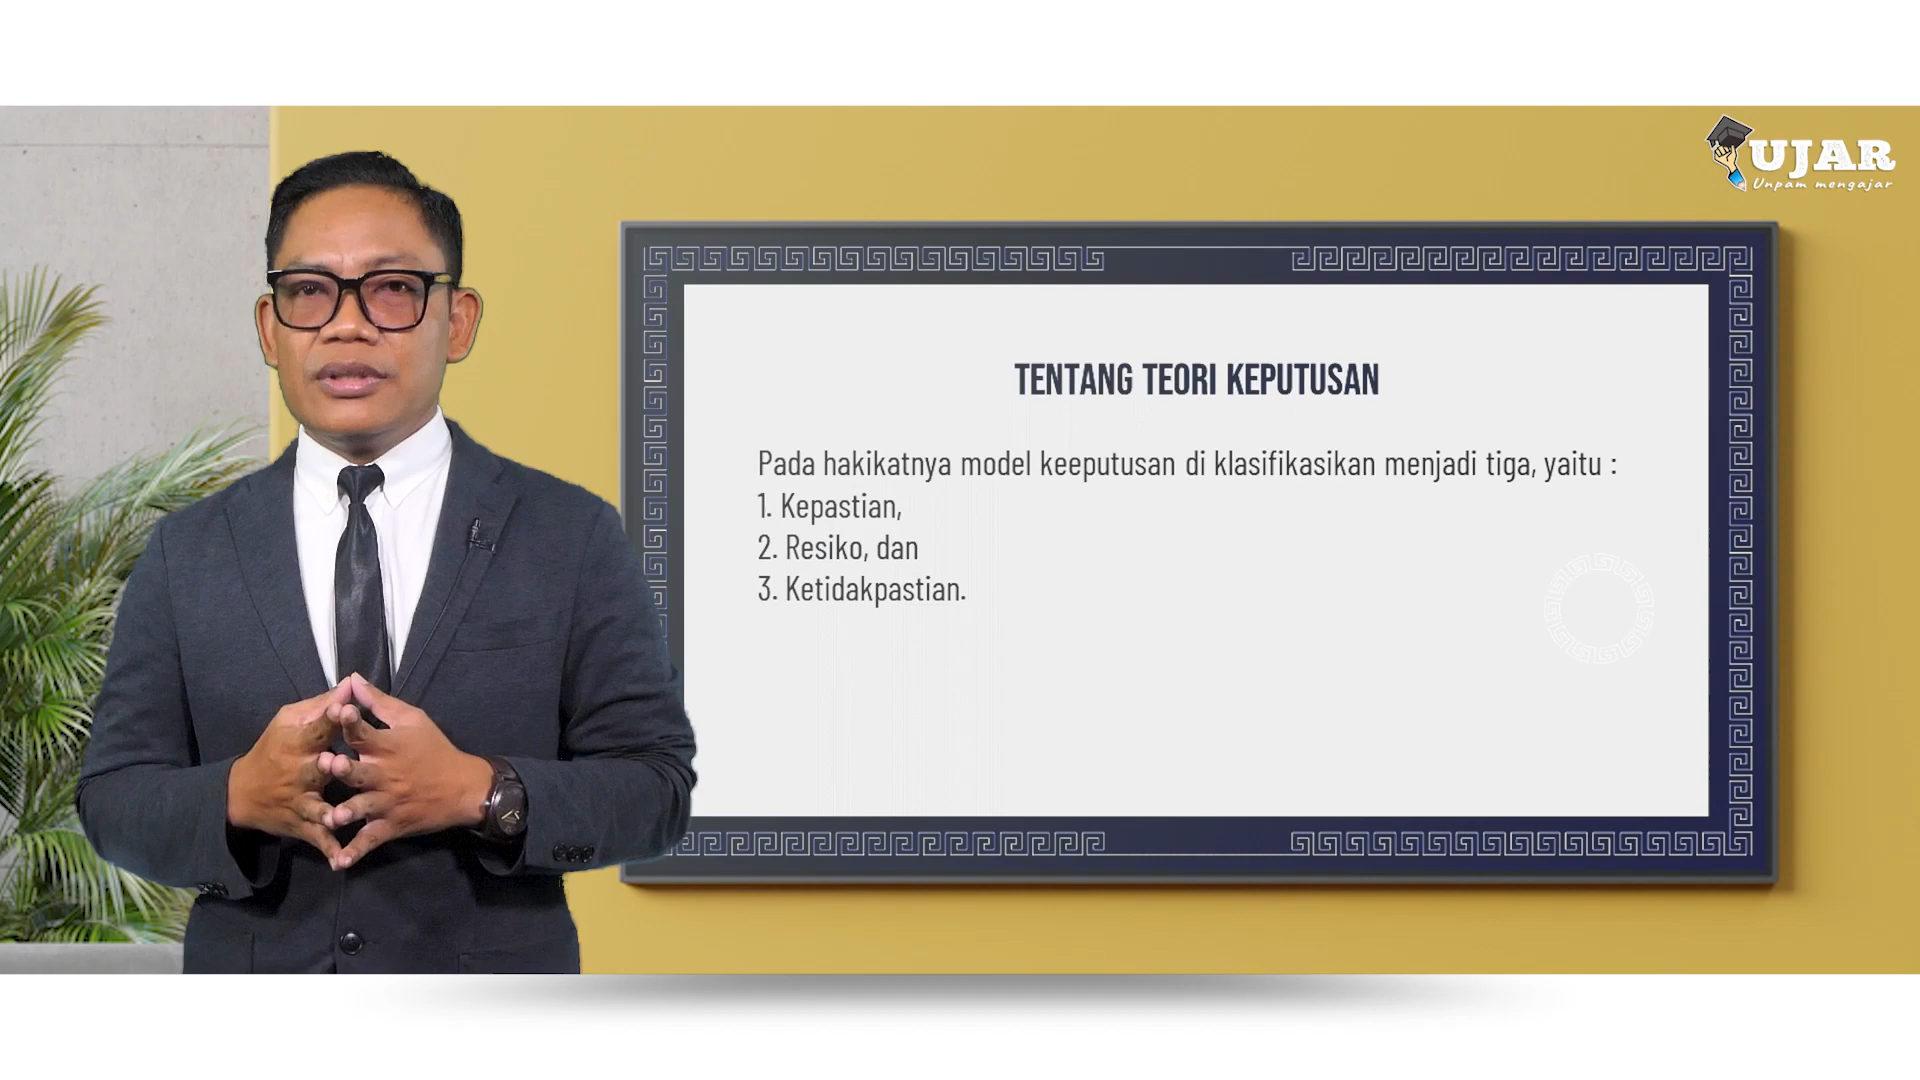 UJAR
Unpam mengajar
TENTANG TEORI KEPUTUSAN
Pada hakikatnya model keeputusan di klasifikasikan menjadi tiga, yaitu :
1. Kepastian,
2. Resiko, dan
3. Ketidakpastian.